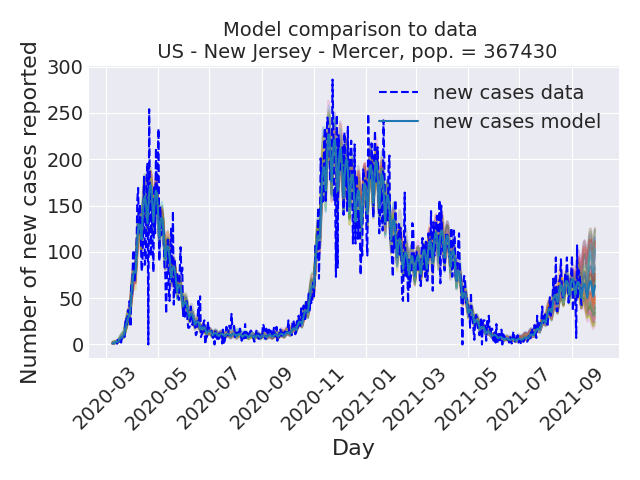 Model comparison to data
US - New Jersey - Mercer, pop. = 367430
Number of new cases reported
300
250
200
150
100
50
0
new cases data
new cases model
2020-03
2020-05
2020-07
2020-09
2020-11
2021-01
2021-03
2021-05
2021-07
2021-09
Day